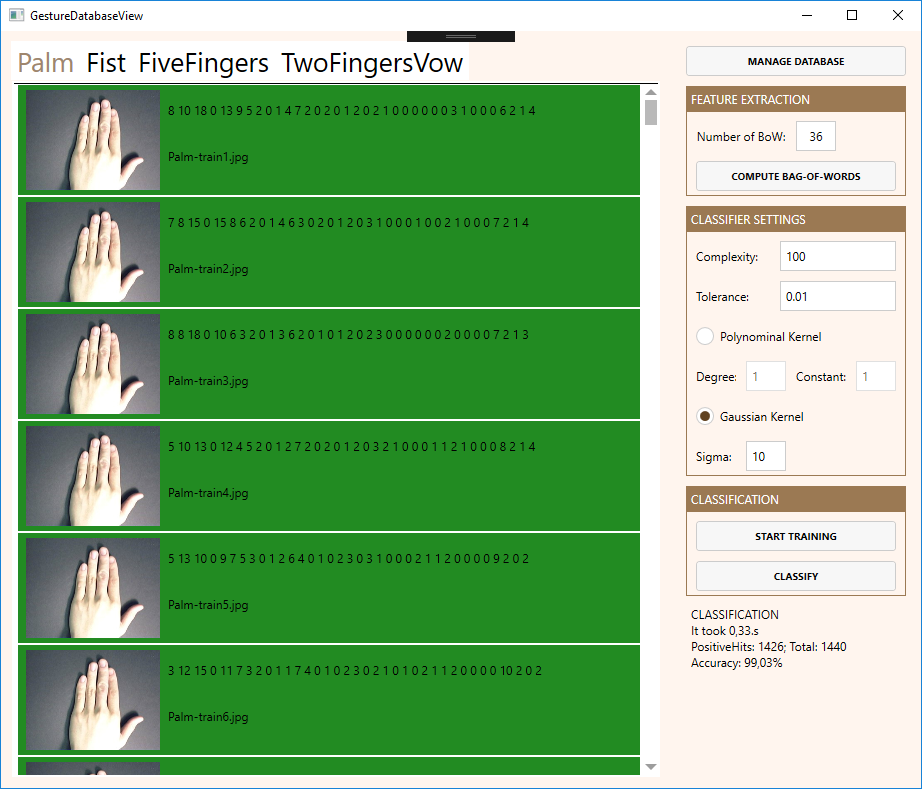 GestureDatabaseView
Palm Fist FiveFingers TwoFingersVow
8 10 18 0 13 9 5 2 0 1 4 7 2 0 2 0 1 2 0 2 1 0 0 0 0 0 0 3 1 0 0 0 6 2 1 4
Palm-train1.jpg
7 8 15 0 15 8 6 2 0 1 4 6 3 0 2 0 1 2 0 3 1 0 0 0 1 0 0 2 1 0 0 0 7 2 1 4
Palm-train2.jpg
8 8 18 0 10 6 3 2 0 1 3 6 2 0 1 0 1 2 0 2 3 0 0 0 0 0 0 2 0 0 0 0 7 2 1 3
Palm-train3.jpg
5 10 13 0 12 4 5 2 0 1 2 7 2 0 2 0 1 2 0 3 2 1 0 0 0 1 1 2 1 0 0 0 8 2 1 4
Palm-train4.jpg
5 13 10 0 9 7 5 3 0 1 2 6 4 0 1 0 2 3 0 3 1 0 0 0 2 1 1 2 0 0 0 0 9 2 0 2
Palm-train5.jpg
3 12 15 0 11 7 3 2 0 1 1 7 4 0 1 0 2 3 0 2 1 0 1 0 2 1 1 2 0 0 0 0 10 2 0 2
Palm-train6.jpg
MANAGE DATABASE
FEATURE EXTRACTION
Number of BoW: 36
COMPUTE BAG-OF-WORDS
CLASSIFIER SETTINGS
Complexity: 100
Tolerance: 0.01
Polynominal Kernel
Degree: 1 Constant: 1
Gaussian Kernel
Sigma: 10
CLASSIFICATION
START TRAINING
CLASSIFY
CLASSIFICATION
It took 0,33.s
PositiveHits: 1426; Total: 1440
Accuracy: 99,03%